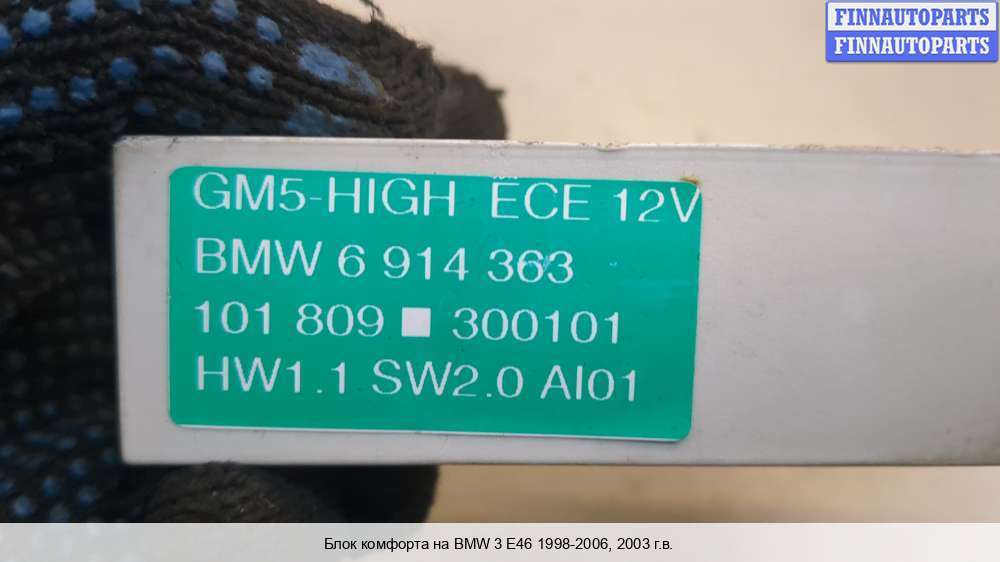 FINNAUTOPARTS
FINNAUTOPARTS
GM5-HIGH ECE 12V
BMW 6 914 363
101 809 ■ 300101
HW1.1 SW2.0 AI01
Блок комфорта на BMW 3 E46 1998-2006, 2003 г.в.